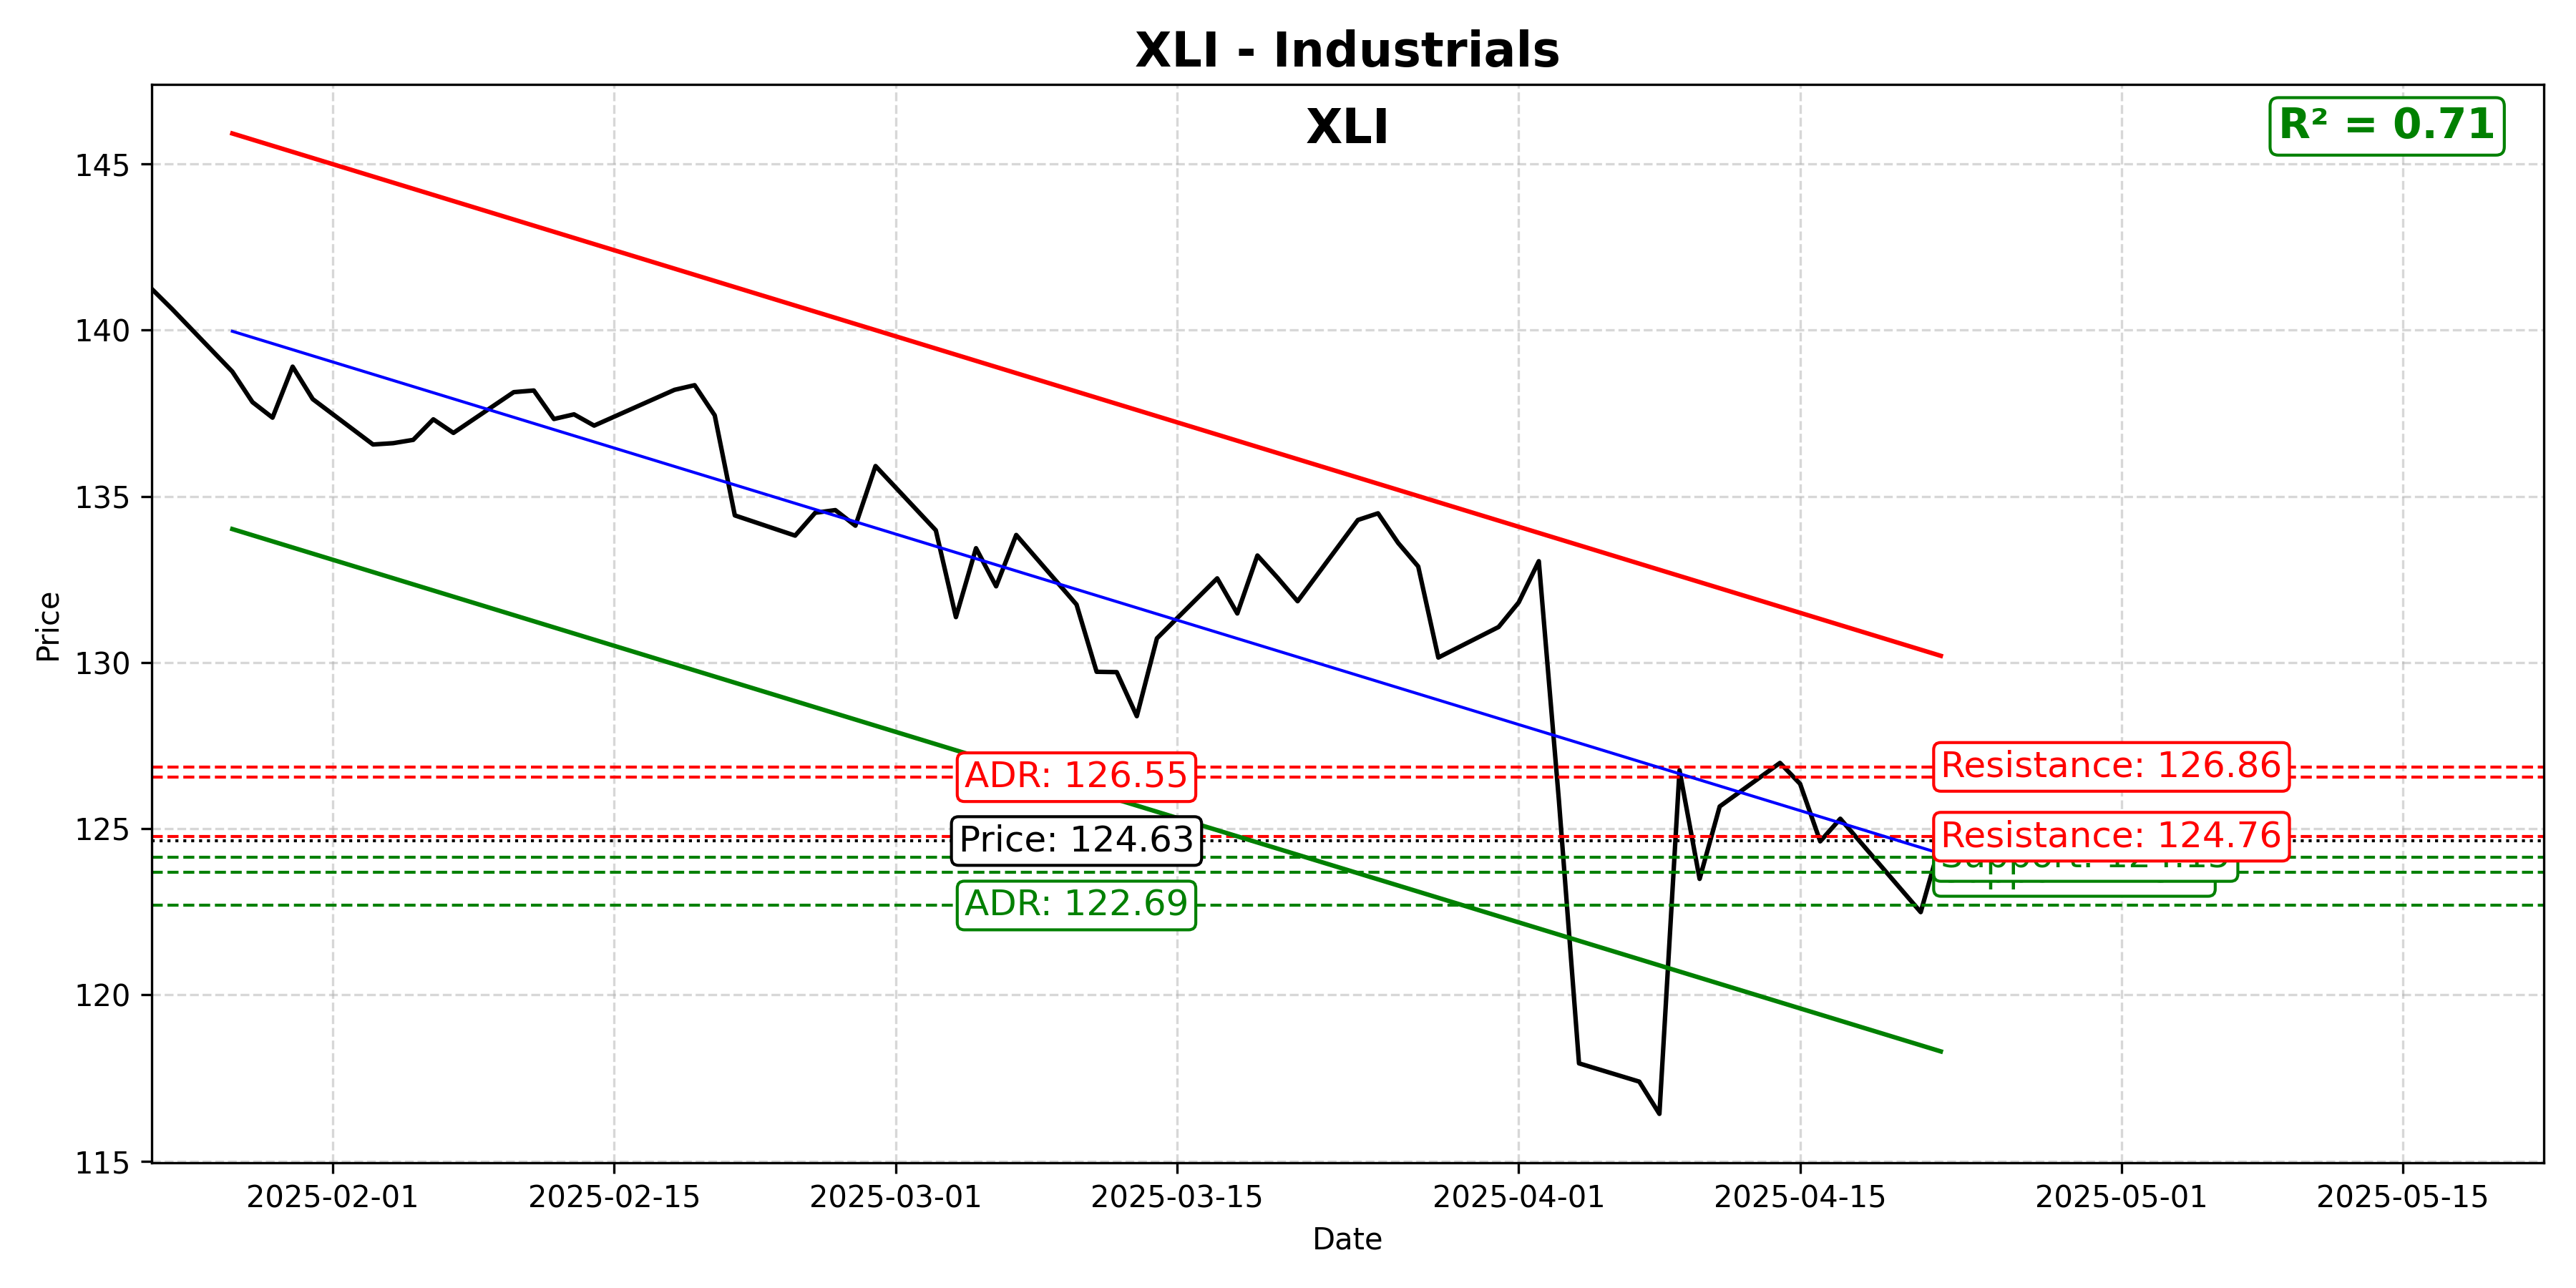 XLI - Industrials
XLI
R² = 0.71
145
140
135
130
125
120
115
Price
ADR: 126.55
Price: 124.63
ADR: 122.69
Resistance: 126.86
Resistance: 124.76
2025-02-01
2025-02-15
2025-03-01
2025-03-15
2025-04-01
2025-04-15
2025-05-01
2025-05-15
Date